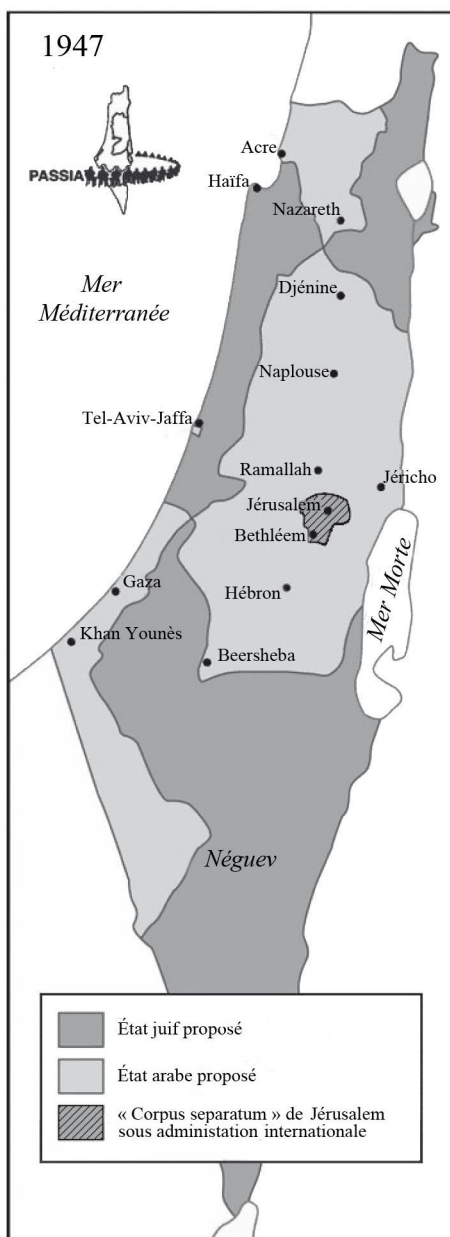 1947
PASSIA
Acre
Haïfa
Nazareth
Mer
Méditerranée
Djénine
Naplouse
Tel-Aviv-Jaffa
Ramallah
Jéricho
Jérusalem
Bethléem
Mer Morte
Gaza
Hébron
Khan Younès
Beersheba
Néguev
État juif proposé
État arabe proposé
« Corpus separatum » de Jérusalem
sous administation internationale